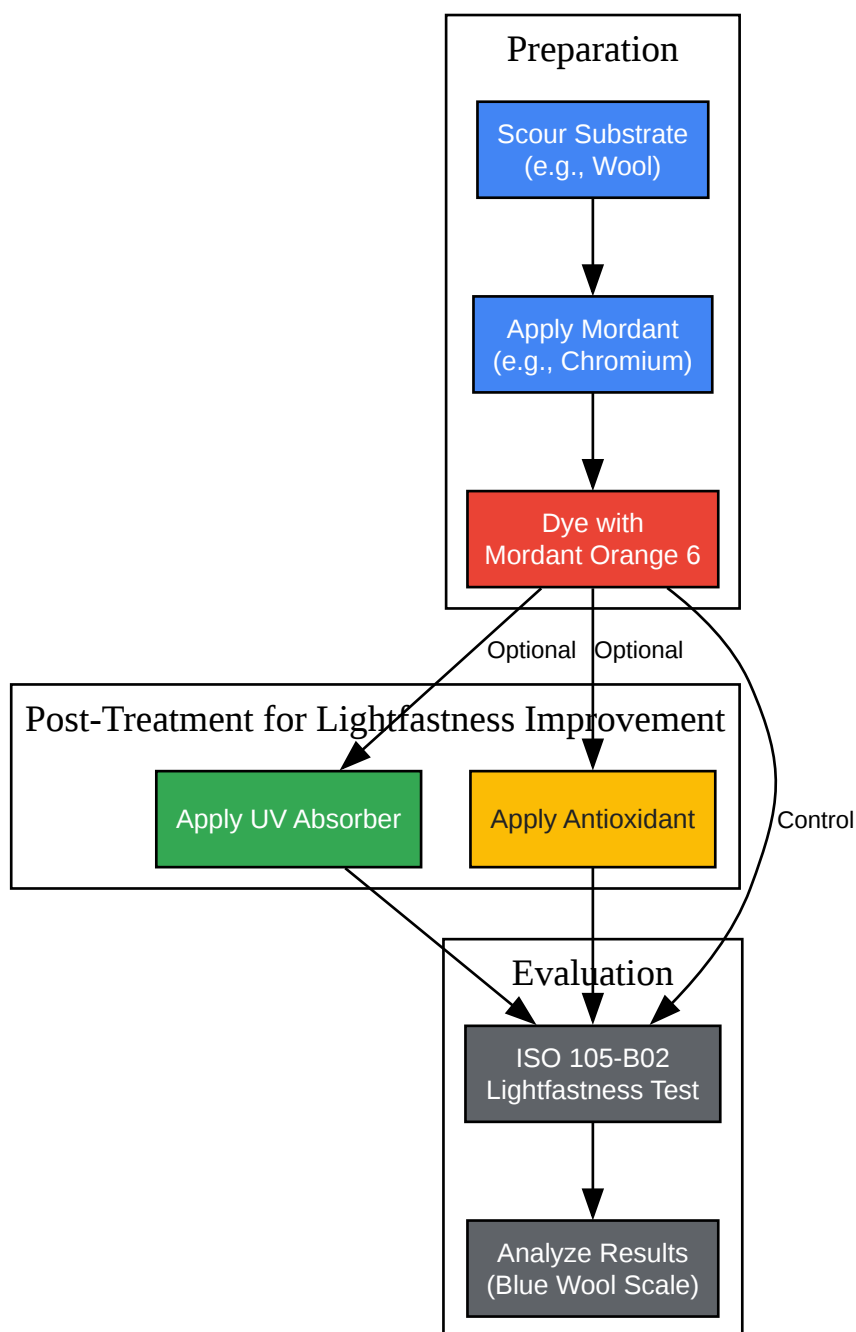 Preparation
Scour Substrate
(e.g., Wool)
Apply Mordant
(e.g., Chromium)
Dye with
Mordant Orange 6
Optional
Optional
Post-Treatment for Lightfastness Improvement
Apply UV Absorber
Apply Antioxidant
Control
Evaluation
ISO 105-B02
Lightfastness Test
Analyze Results
(Blue Wool Scale)